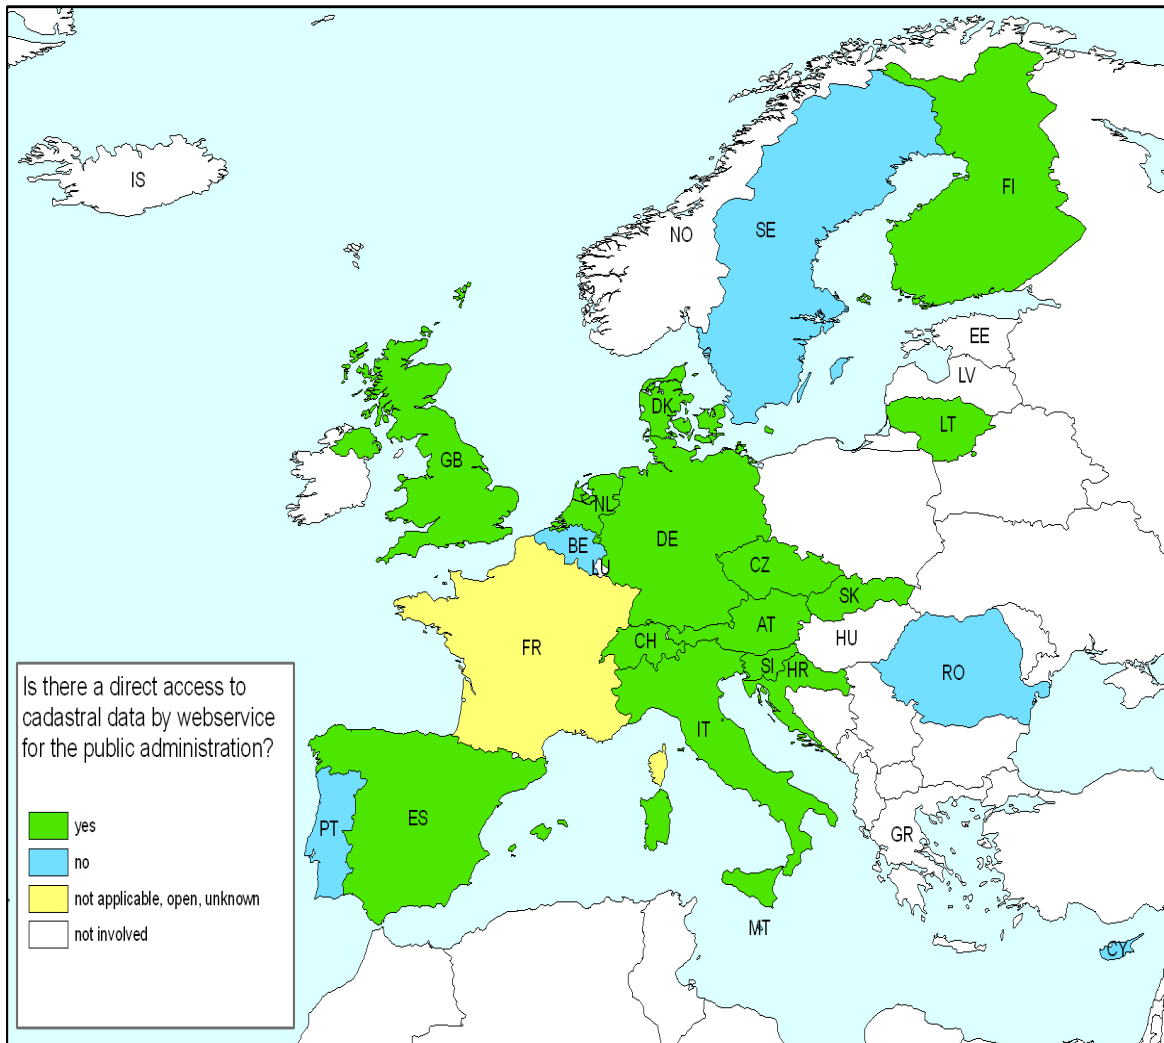 IS
FI
NO
SE
EE
LV
DK
LT
GB
NL
DE
BE
LU
CZ
SK
AT
HU
CH
FR
SI
HR
RO
IT
Is there a direct access to
cadastral data by webservice
for the public administration?
yes
no
not applicable, open, unknown
not involved
PT
ES
GR
MT
CY